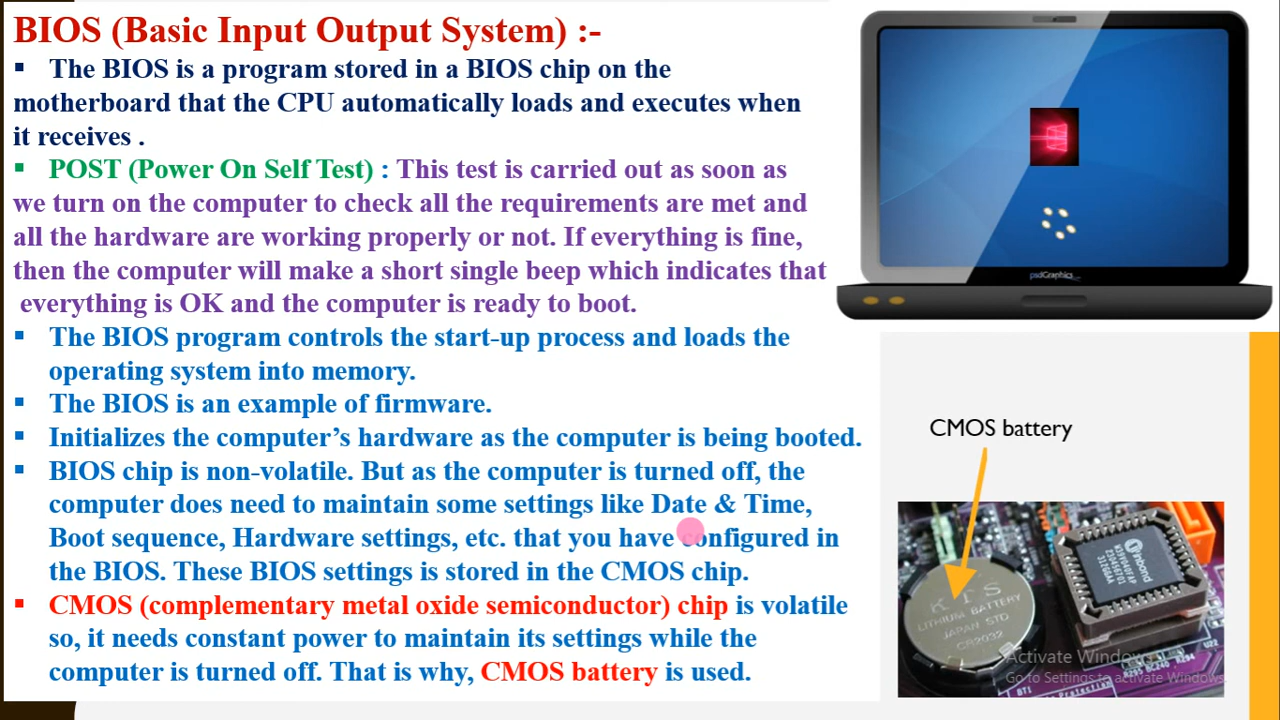 BIOS (Basic Input Output System) :-
▪ The BIOS is a program stored in a BIOS chip on the
motherboard that the CPU automatically loads and executes when
it receives .
▪ POST (Power On Self Test) : This test is carried out as soon as
we turn on the computer to check all the requirements are met and
all the hardware are working properly or not. If everything is fine,
then the computer will make a short single beep which indicates that
everything is OK and the computer is ready to boot.
▪ The BIOS program controls the start-up process and loads the
operating system into memory.
▪ The BIOS is an example of firmware.
▪ Initializes the computer’s hardware as the computer is being booted.
▪ BIOS chip is non-volatile. But as the computer is turned off, the
computer does need to maintain some settings like Date & Time,
Boot sequence, Hardware settings, etc. that you have configured in
the BIOS. These BIOS settings is stored in the CMOS chip.
▪ CMOS (complementary metal oxide semiconductor) chip is volatile
so, it needs constant power to maintain its settings while the
computer is turned off. That is why, CMOS battery is used.
psdGraphics
CMOS battery
KTS
LITHIUM BATTERY
JAPAN STD
CR2032
winbond
BT1
Activate Windows
Go to Settings to activate Windows